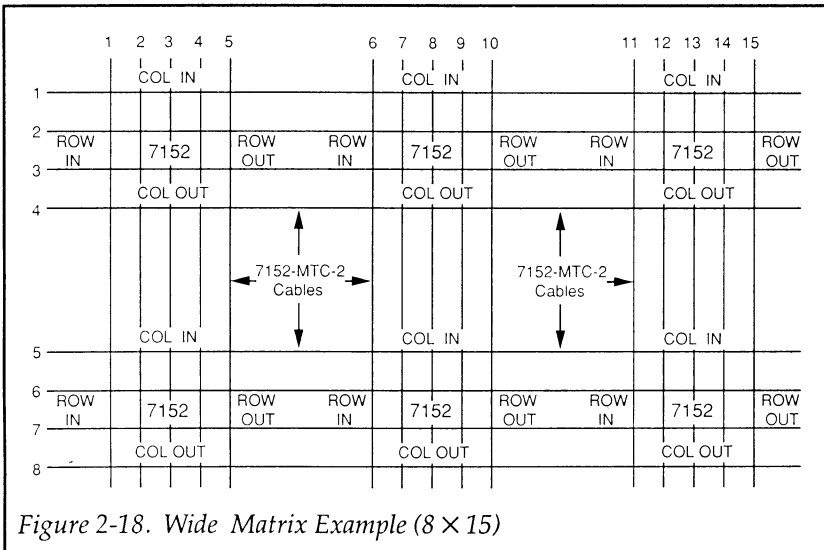 1 2 3 4 5 6 7 8 9 10 11 12 13 14 15
COL IN COL IN COL IN
1
2
ROW IN 7152 ROW OUT ROW IN 7152 ROW OUT ROW IN 7152 ROW OUT
3
COL OUT COL OUT COL OUT
4
7152-MTC-2 Cables 7152-MTC-2 Cables
COL IN COL IN COL IN
5
6
ROW IN 7152 ROW OUT ROW IN 7152 ROW OUT ROW IN 7152 ROW OUT
7
COL OUT COL OUT COL OUT
8
Figure 2-18. Wide Matrix Example (8 × 15)